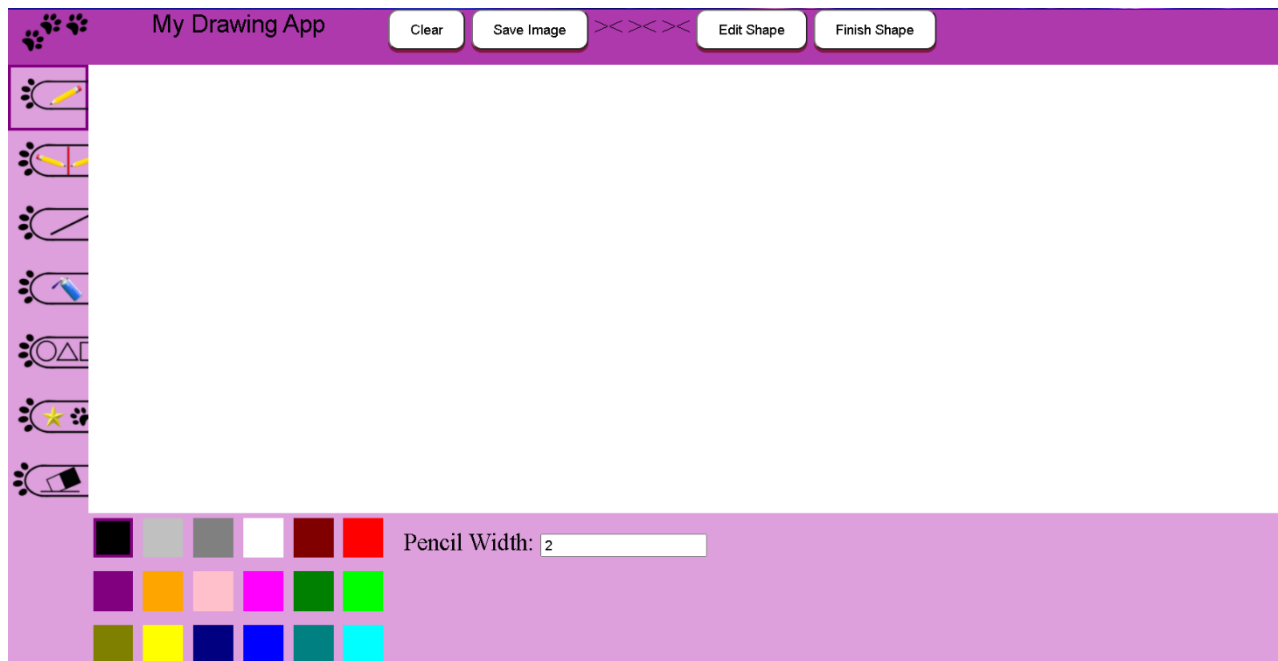 My Drawing App
Clear
Save Image
>< >< ><
Edit Shape
Finish Shape
Pencil Width: 2